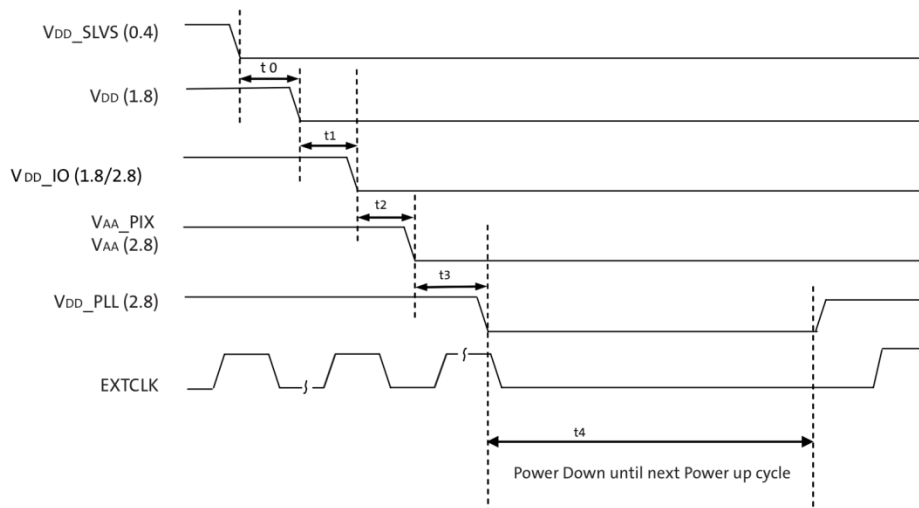 VDD_SLVS (0.4)
t 0
VDD (1.8)
t1
VDD_IO (1.8/2.8)
t2
VAA_PIX
VAA (2.8)
t3
VDD_PLL (2.8)
EXTCLK
t4
Power Down until next Power up cycle